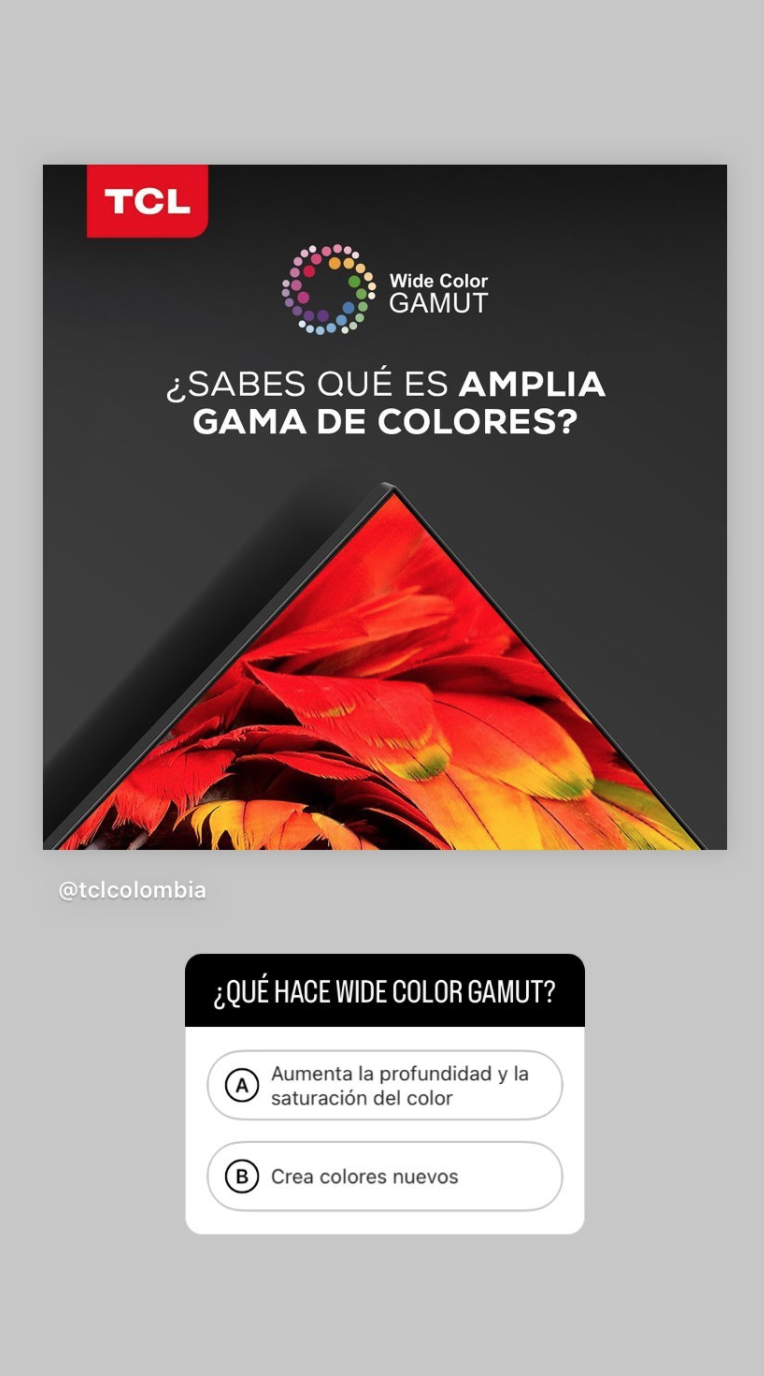 TCL
Wide Color
GAMUT
¿SABES QUÉ ES AMPLIA
GAMA DE COLORES?
@tclcolombia
¿QUÉ HACE WIDE COLOR GAMUT?
A Aumenta la profundidad y la
saturación del color
B Crea colores nuevos